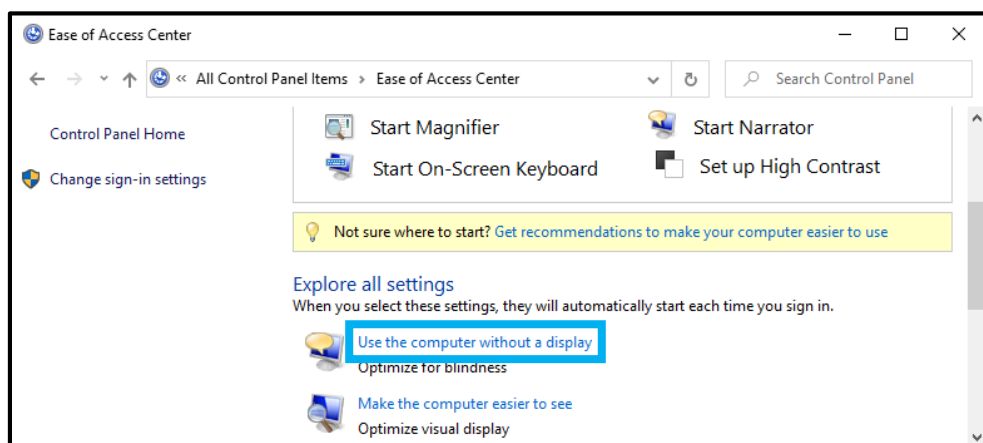 Ease of Access Center
« All Control Panel Items > Ease of Access Center
Search Control Panel
Control Panel Home
Change sign-in settings
Start Magnifier
Start Narrator
Start On-Screen Keyboard
Set up High Contrast
Not sure where to start? Get recommendations to make your computer easier to use
Explore all settings
When you select these settings, they will automatically start each time you sign in.
Use the computer without a display
Optimize for blindness
Make the computer easier to see
Optimize visual display